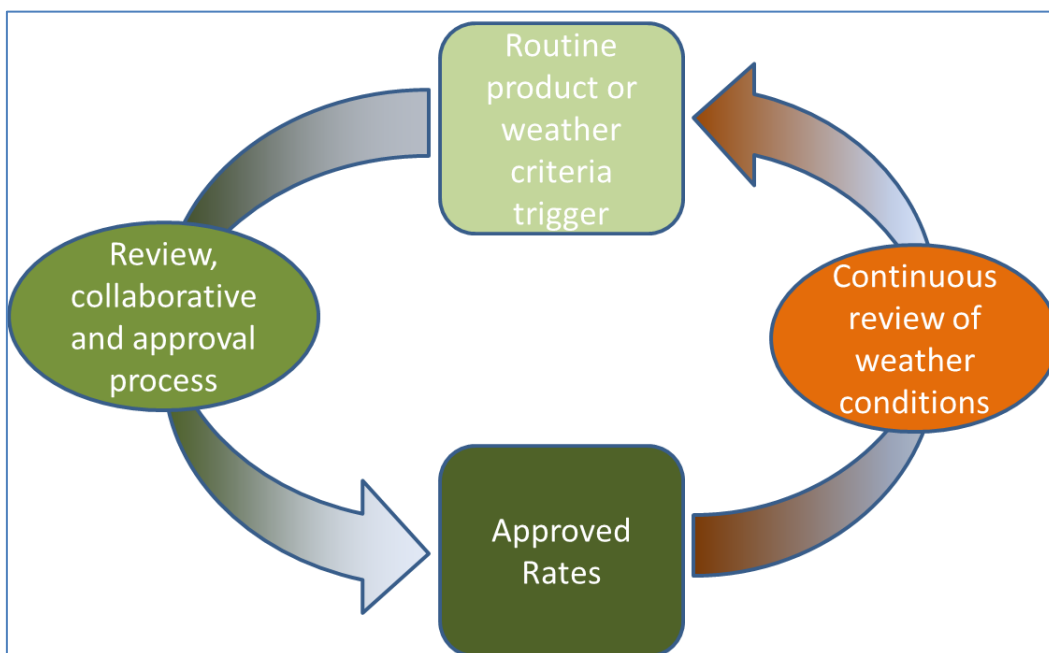 Routine
product or
weather
criteria
trigger
Review,
collaborative
and approval
process
Continuous
review of
weather
conditions
Approved
Rates